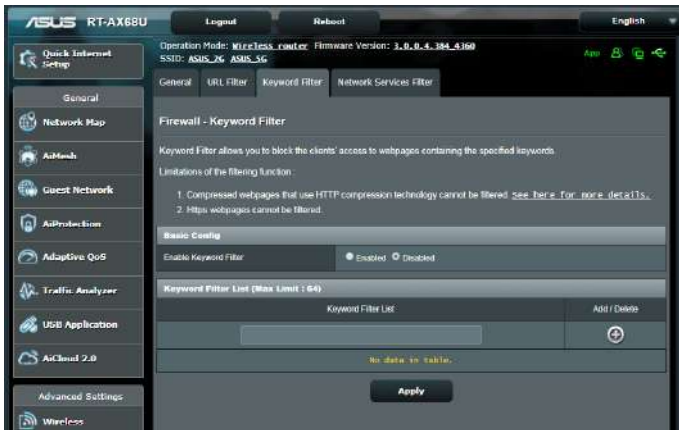 ASUS RT-AX68U
Logout
Reboot
English
Quick Internet Setup
Operation Mode: Wireless router Firmware Version: 3.0.0.4.384_4360
SSID: ASUS_2G ASUS_5G
App
General
URL Filter
Keyword Filter
Network Services Filter
General
Network Map
AiMesh
Guest Network
AiProtection
Adaptive QoS
Traffic Analyzer
USB Application
AiCloud 2.0
Advanced Settings
Wireless
Firewall - Keyword Filter
Keyword Filter allows you to block the clients' access to webpages containing the specified keywords.
Limitations of the filtering function :
1. Compressed webpages that use HTTP compression technology cannot be filtered. See here for more details.
2. Https webpages cannot be filtered.
Basic Config
Enable Keyword Filter
Enabled
Disabled
Keyword Filter List (Max Limit : 64)
Keyword Filter List
Add / Delete
No data in table.
Apply